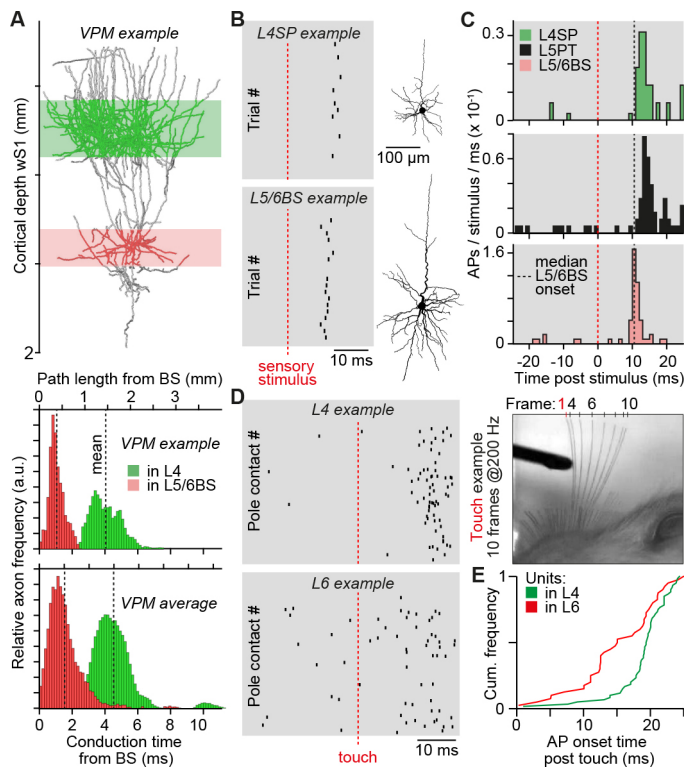 A
VPM example
Cortical depth wS1 (mm)
2
Path length from BS (mm)
0 1 2 3
VPM example
mean
in L4
in L5/6BS
Relative axon frequency (a.u.)
VPM average
0 2 4 6 8 10
Conduction time
from BS (ms)
B
L4SP example
Trial #
100 µm
L5/6BS example
Trial #
10 ms
sensory
stimulus
C
L4SP
L5PT
L5/6BS
0.3
0
0.6
0
1.6
0
APs / stimulus / ms (x 10⁻¹)
median
L5/6BS
onset
-20 -10 0 10 20
Time post stimulus (ms)
D
L4 example
Pole contact #
L6 example
Pole contact #
touch
10 ms
Frame: 1 4 6 8 10
Touch example
10 frames @200 Hz
E
Units:
in L4
in L6
Cum. frequency
1
0
0 10 20
AP onset time
post touch (ms)